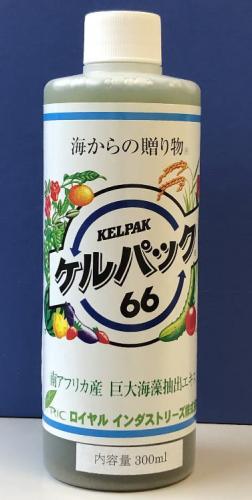 海からの贈り物®
KELPAK
ケルパック
66
南アフリカ産 巨大海藻抽出エキス
RIC ロイヤル インダストリーズ株式
内容量 300ml